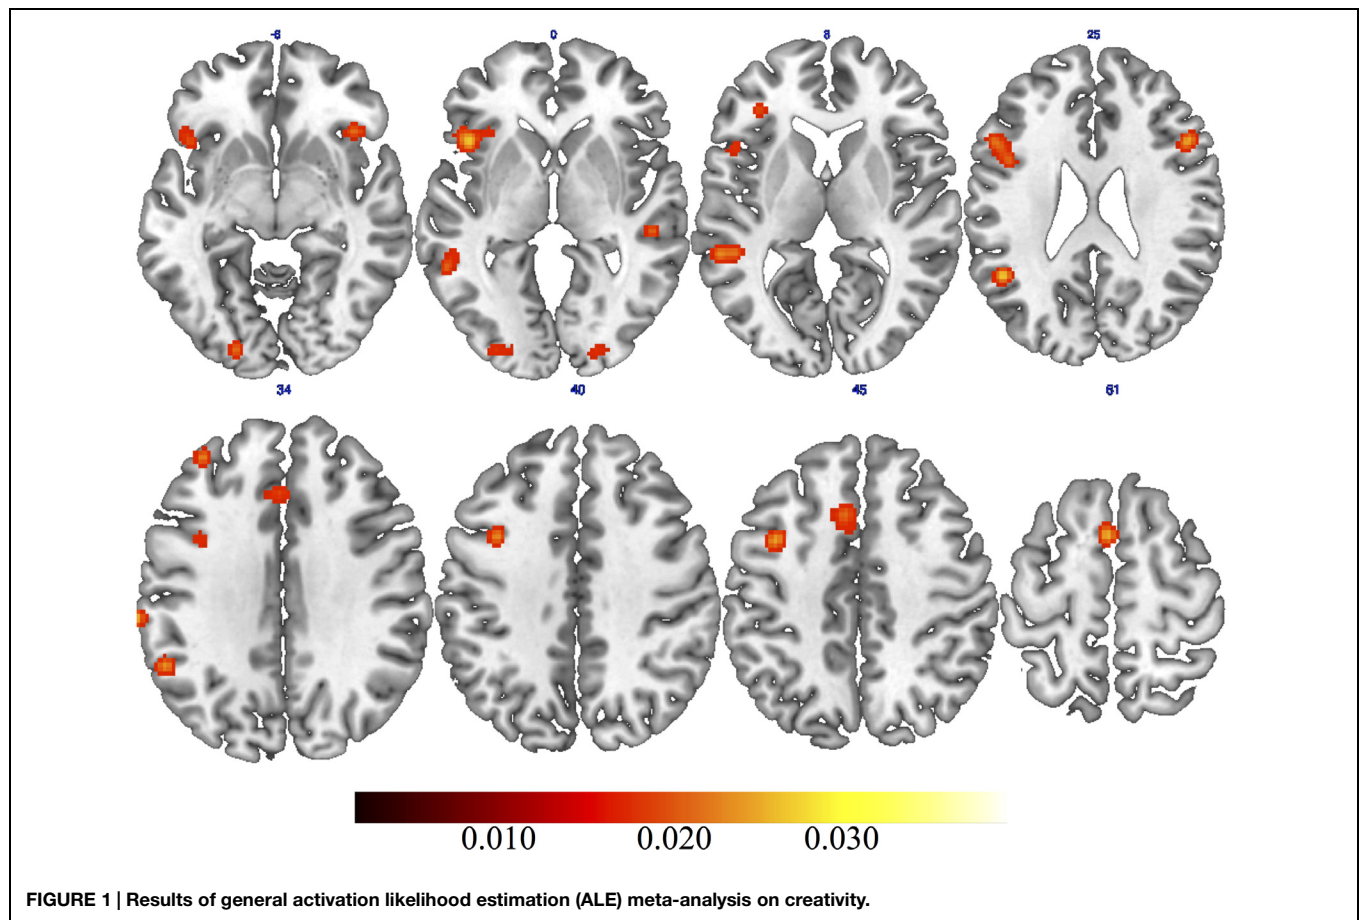 -6 0 8 25
34 40 45 61
0.010 0.020 0.030
FIGURE 1 | Results of general activation likelihood estimation (ALE) meta-analysis on creativity.